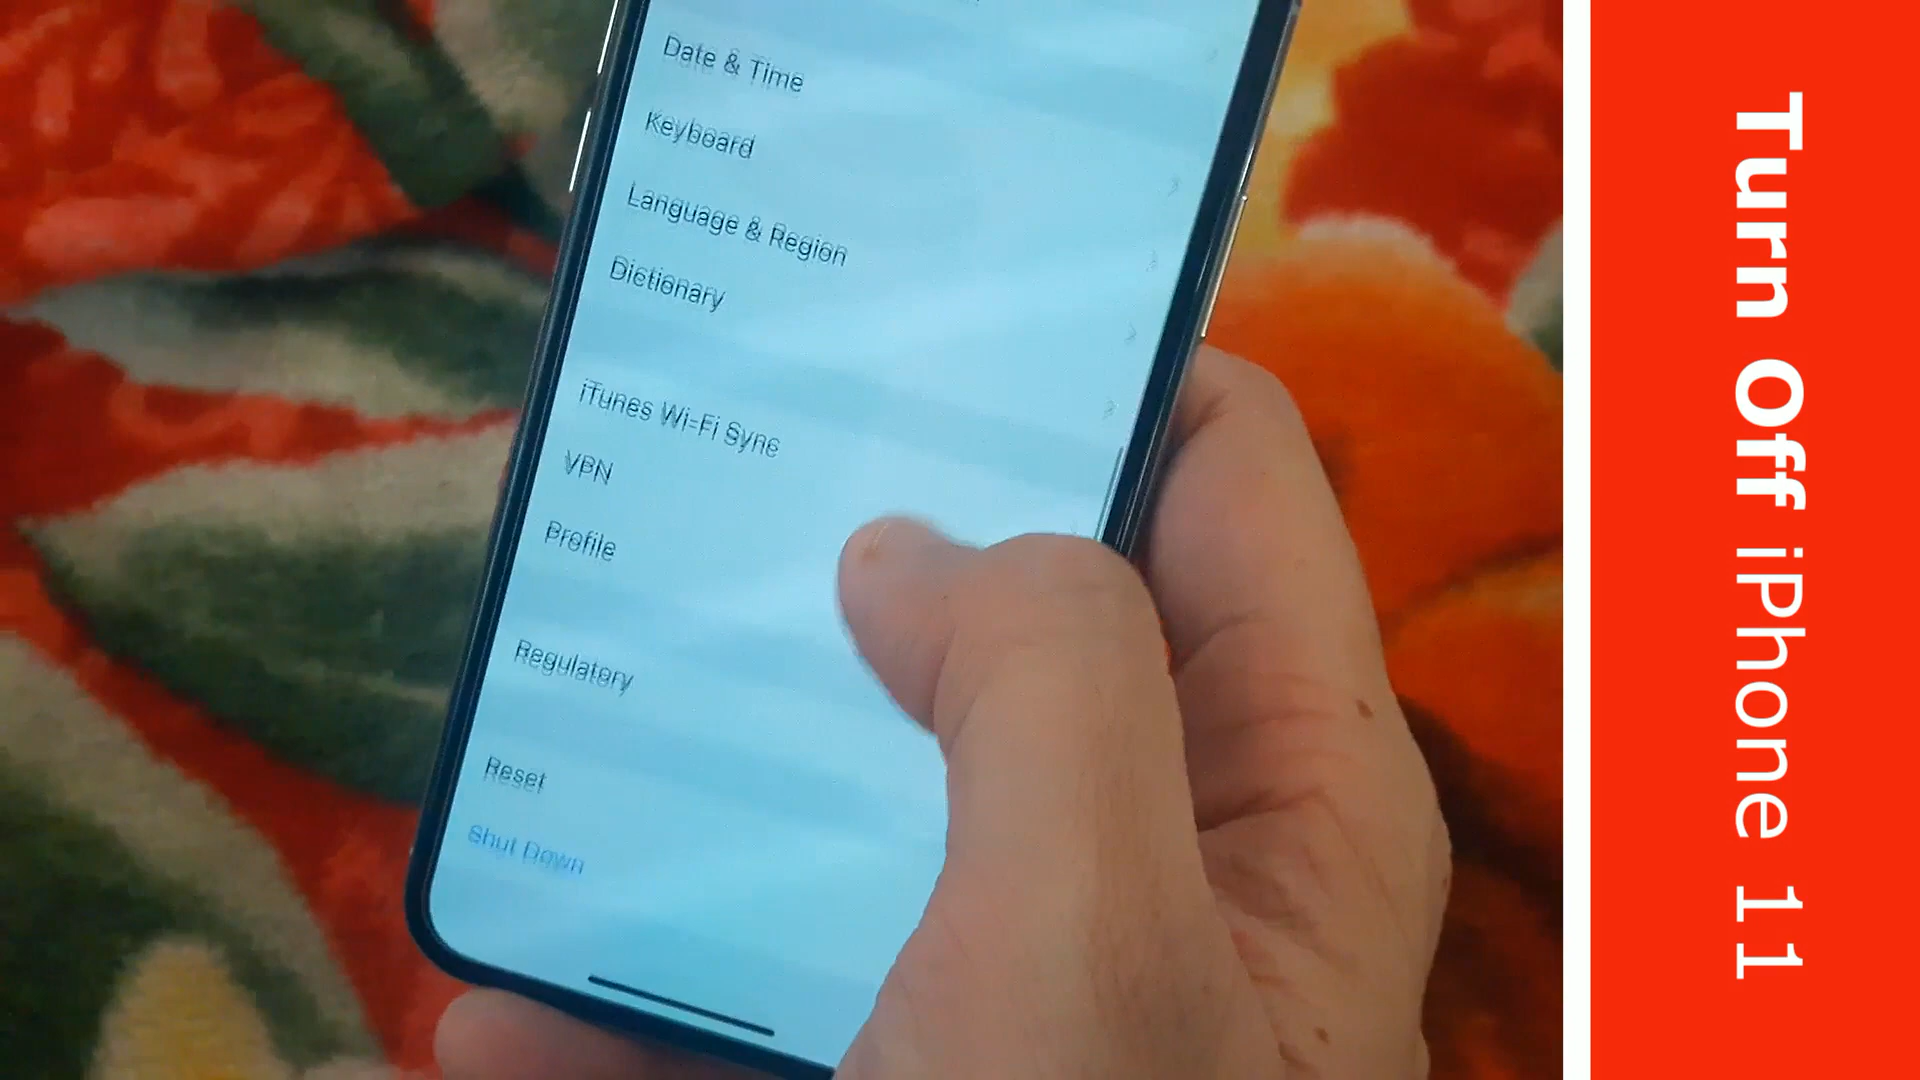 Date & Time
Keyboard
Language & Region
Dictionary
iTunes Wi-Fi Sync
VPN
Profile
Regulatory
Reset
Shut Down
Turn Off iPhone 11